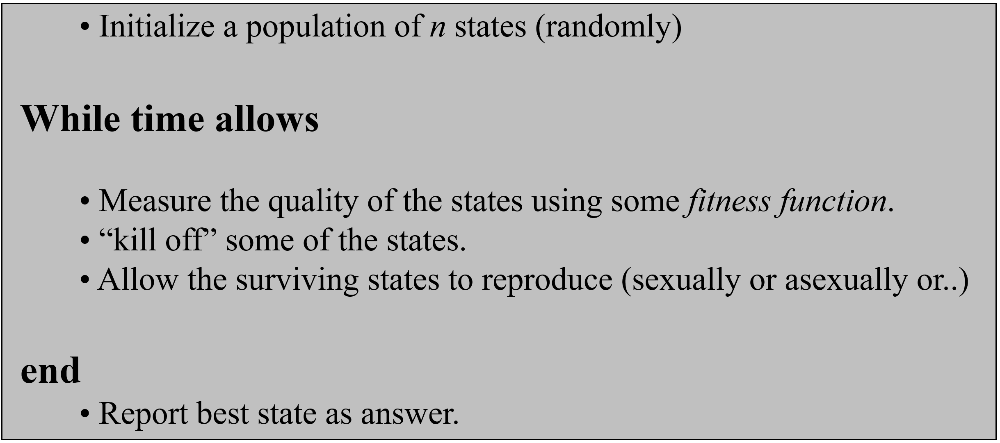 • Initialize a population of n states (randomly)
While time allows
• Measure the quality of the states using some fitness function.
• “kill off” some of the states.
• Allow the surviving states to reproduce (sexually or asexually or..)
end
• Report best state as answer.